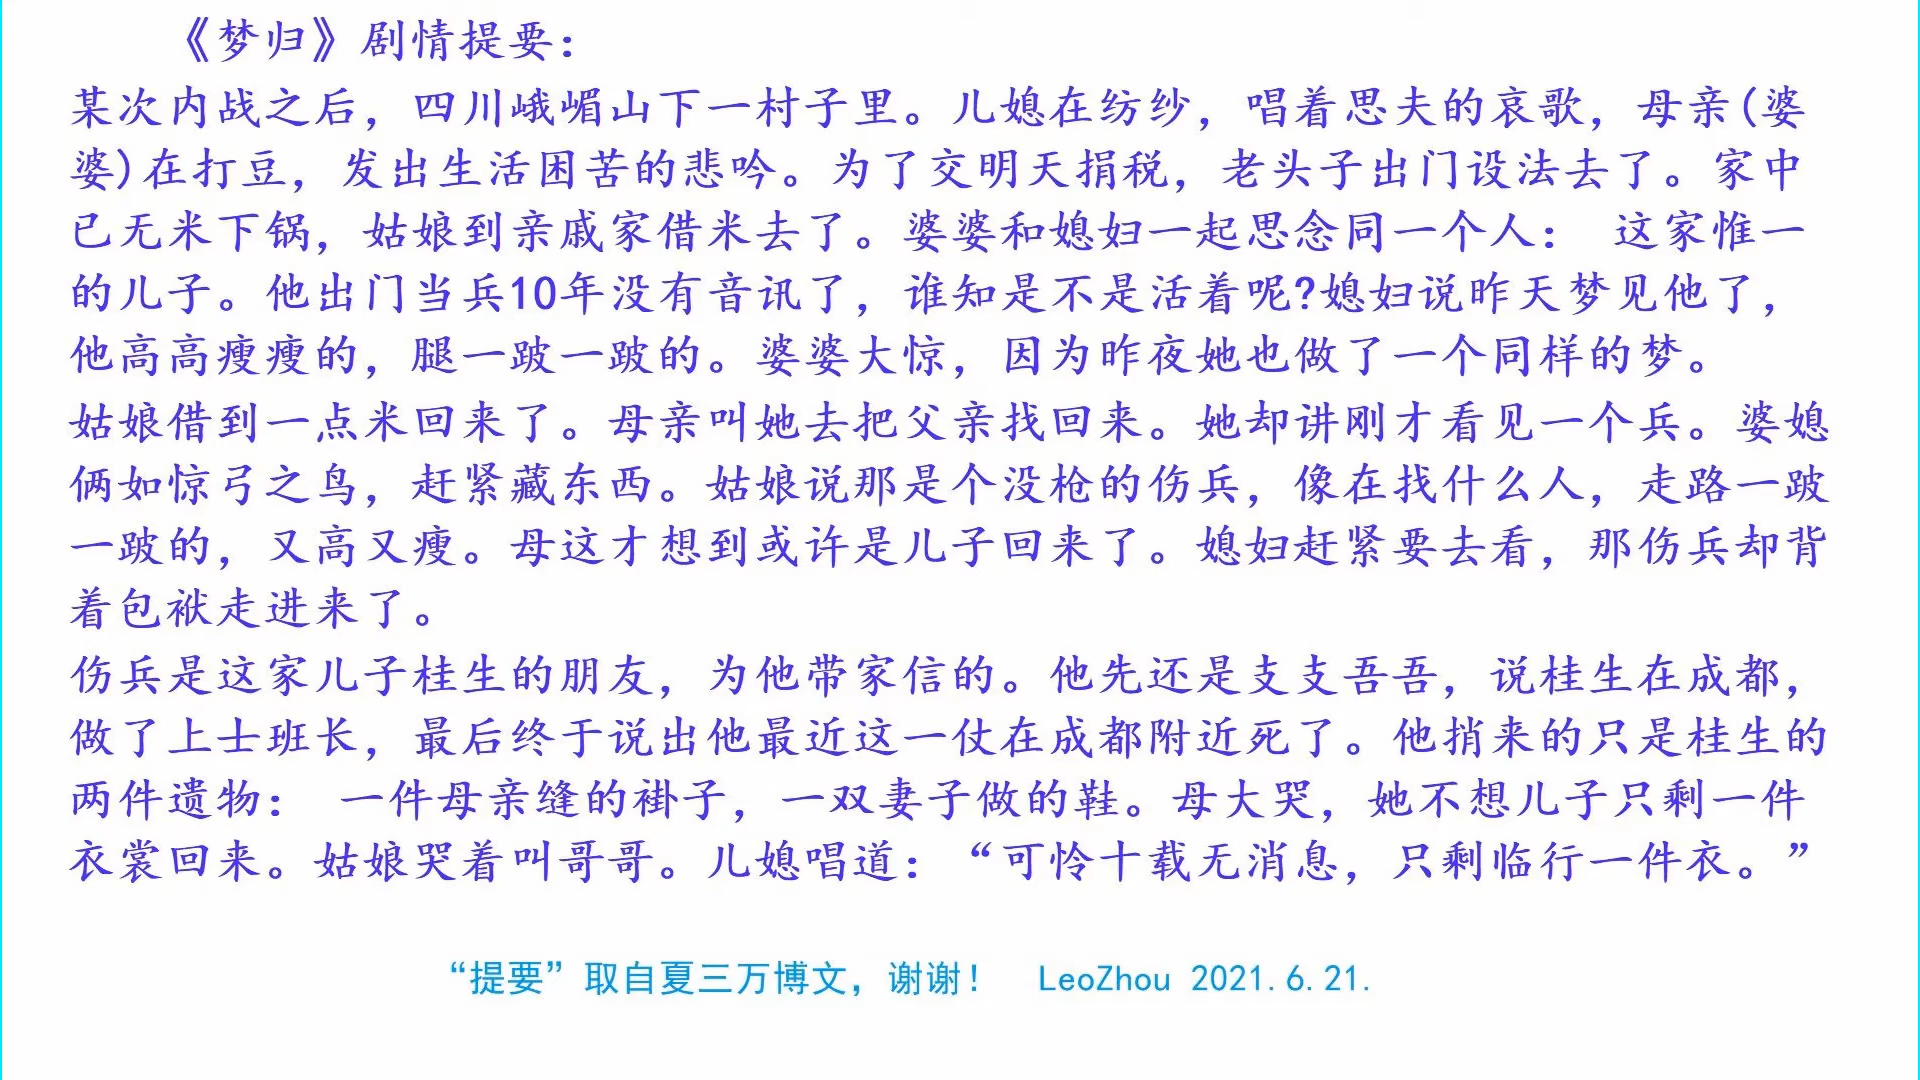 《梦归》剧情提要：
某次内战之后，四川峨嵋山下一村子里。儿媳在纺纱，唱着思夫的哀歌，母亲(婆
婆)在打豆，发出生活困苦的悲吟。为了交明天捐税，老头子出门设法去了。家中
已无米下锅，姑娘到亲戚家借米去了。婆婆和媳妇一起思念同一个人： 这家惟一
的儿子。他出门当兵10年没有音讯了，谁知是不是活着呢?媳妇说昨天梦见他了，
他高高瘦瘦的，腿一跛一跛的。婆婆大惊，因为昨夜她也做了一个同样的梦。
姑娘借到一点米回来了。母亲叫她去把父亲找回来。她却讲刚才看见一个兵。婆媳
俩如惊弓之鸟，赶紧藏东西。姑娘说那是个没枪的伤兵，像在找什么人，走路一跛
一跛的，又高又瘦。母这才想到或许是儿子回来了。媳妇赶紧要去看，那伤兵却背
着包袱走进来了。
伤兵是这家儿子桂生的朋友，为他带家信的。他先还是支支吾吾，说桂生在成都，
做了上士班长，最后终于说出他最近这一仗在成都附近死了。他捎来的只是桂生的
两件遗物： 一件母亲缝的褂子，一双妻子做的鞋。母大哭，她不想儿子只剩一件
衣裳回来。姑娘哭着叫哥哥。儿媳唱道：“可怜十载无消息，只剩临行一件衣。”
“提要”取自夏三万博文，谢谢！ LeoZhou 2021.6.21.